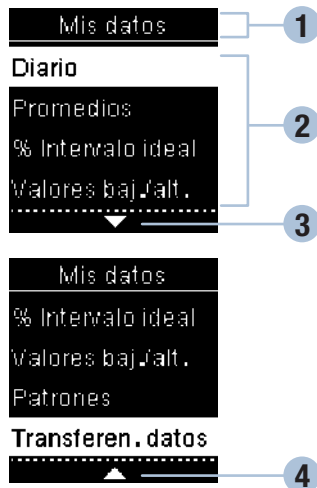 Mis datos
1
Diario
Promedios
% Intervalo ideal
Valores baj./alt.
2
3
Mis datos
% Intervalo ideal
Valores baj./alt.
Patrones
Transferen. datos
4